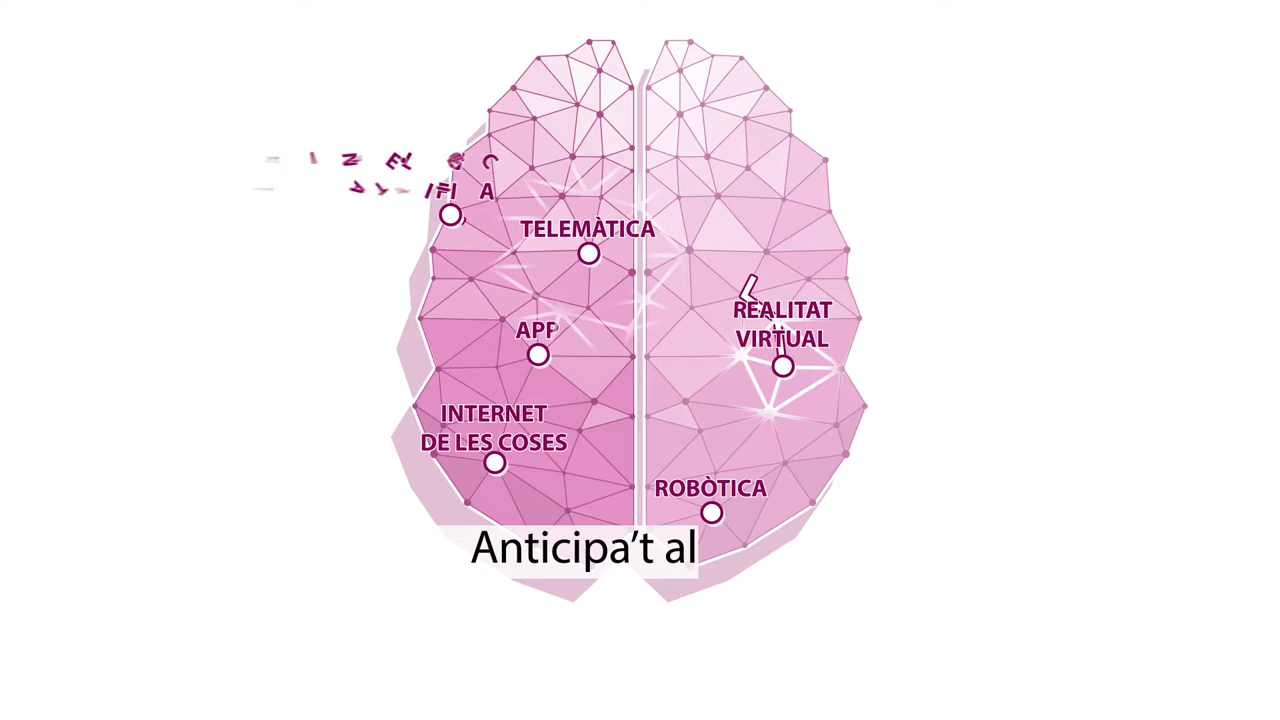 TELEMÀTICA
APP
REALITAT
VIRTUAL
INTERNET
DE LES COSES
ROBÒTICA
Anticipa’t al